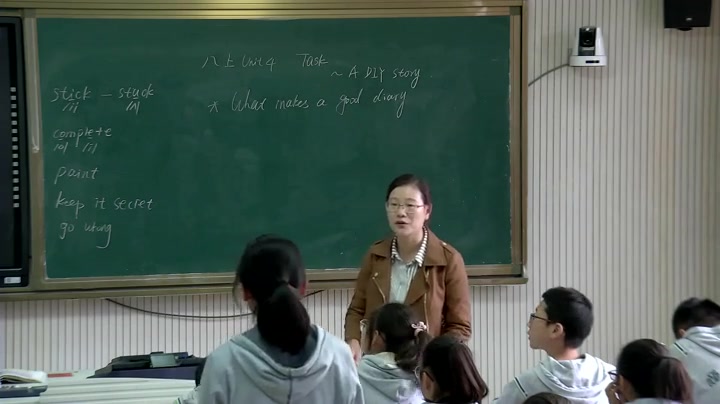 八上 Unit 4 Task
~ A DIY story.
* What makes a good diary
stick - stuck
/ɪ/ /ʌ/
complete
/ə/ /iː/
paint
keep it secret
go wrong